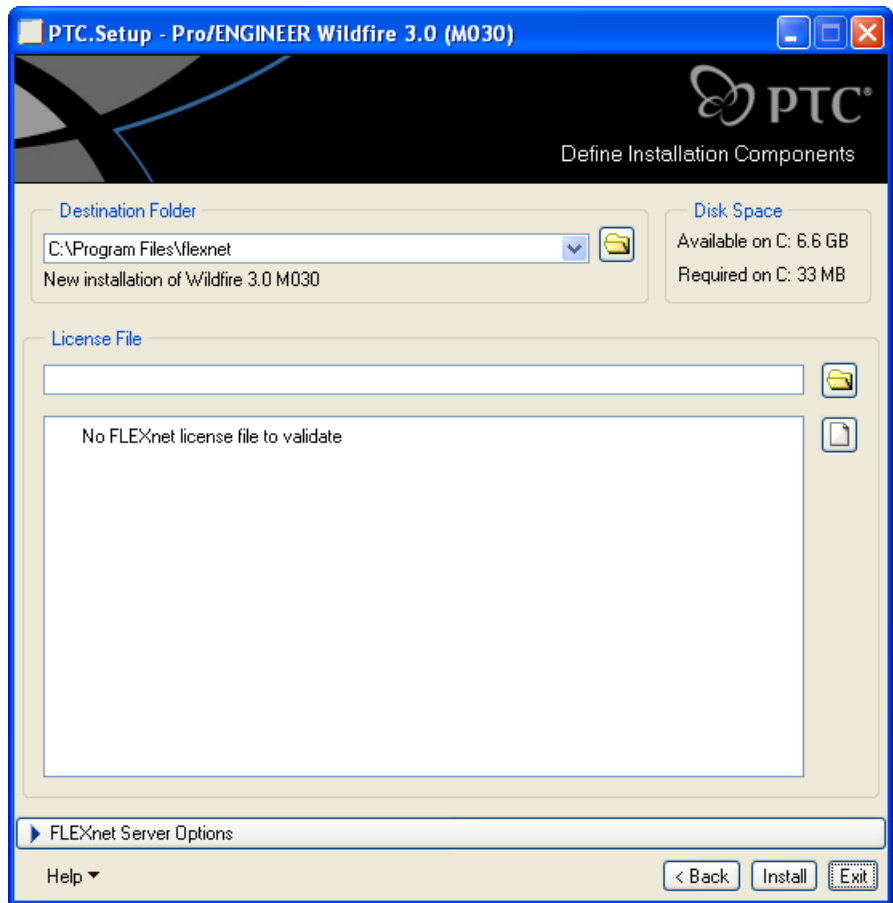 PTC.Setup - Pro/ENGINEER Wildfire 3.0 (M030)
PTC®
Define Installation Components
Destination Folder
C:\Program Files\flexnet
New installation of Wildfire 3.0 M030
Disk Space
Available on C: 6.6 GB
Required on C: 33 MB
License File
No FLEXnet license file to validate
FLEXnet Server Options
Help
< Back
Install
Exit